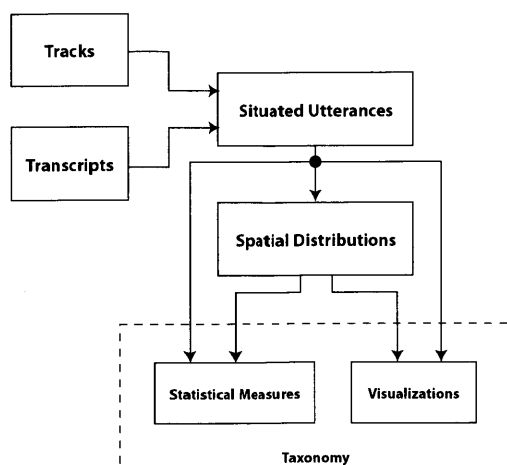 Tracks
Situated Utterances
Transcripts
Spatial Distributions
Statistical Measures
Visualizations
Taxonomy